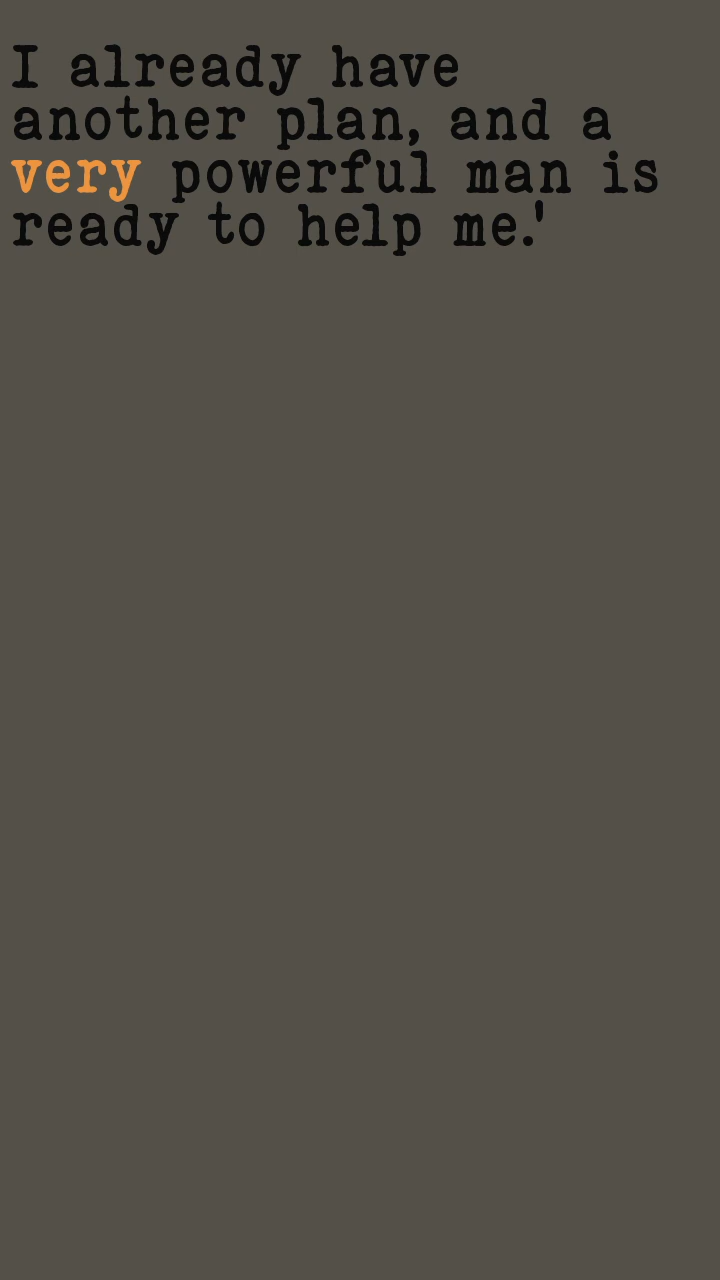 I already have
another plan, and a
very powerful man is
ready to help me.'